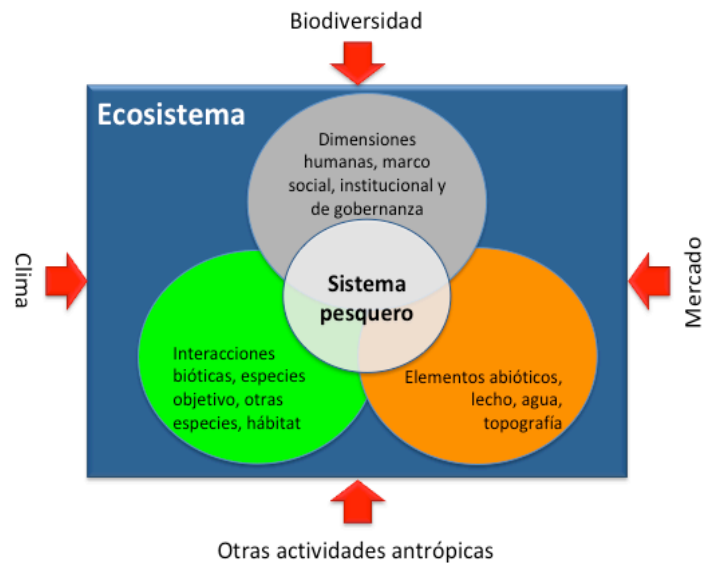 Biodiversidad
Ecosistema
Dimensiones
humanas, marco
social, institucional y
de gobernanza
Clima
Mercado
Sistema
pesquero
Interacciones
bióticas, especies
objetivo, otras
especies, hábitat
Elementos abióticos,
lecho, agua,
topografía
Otras actividades antrópicas